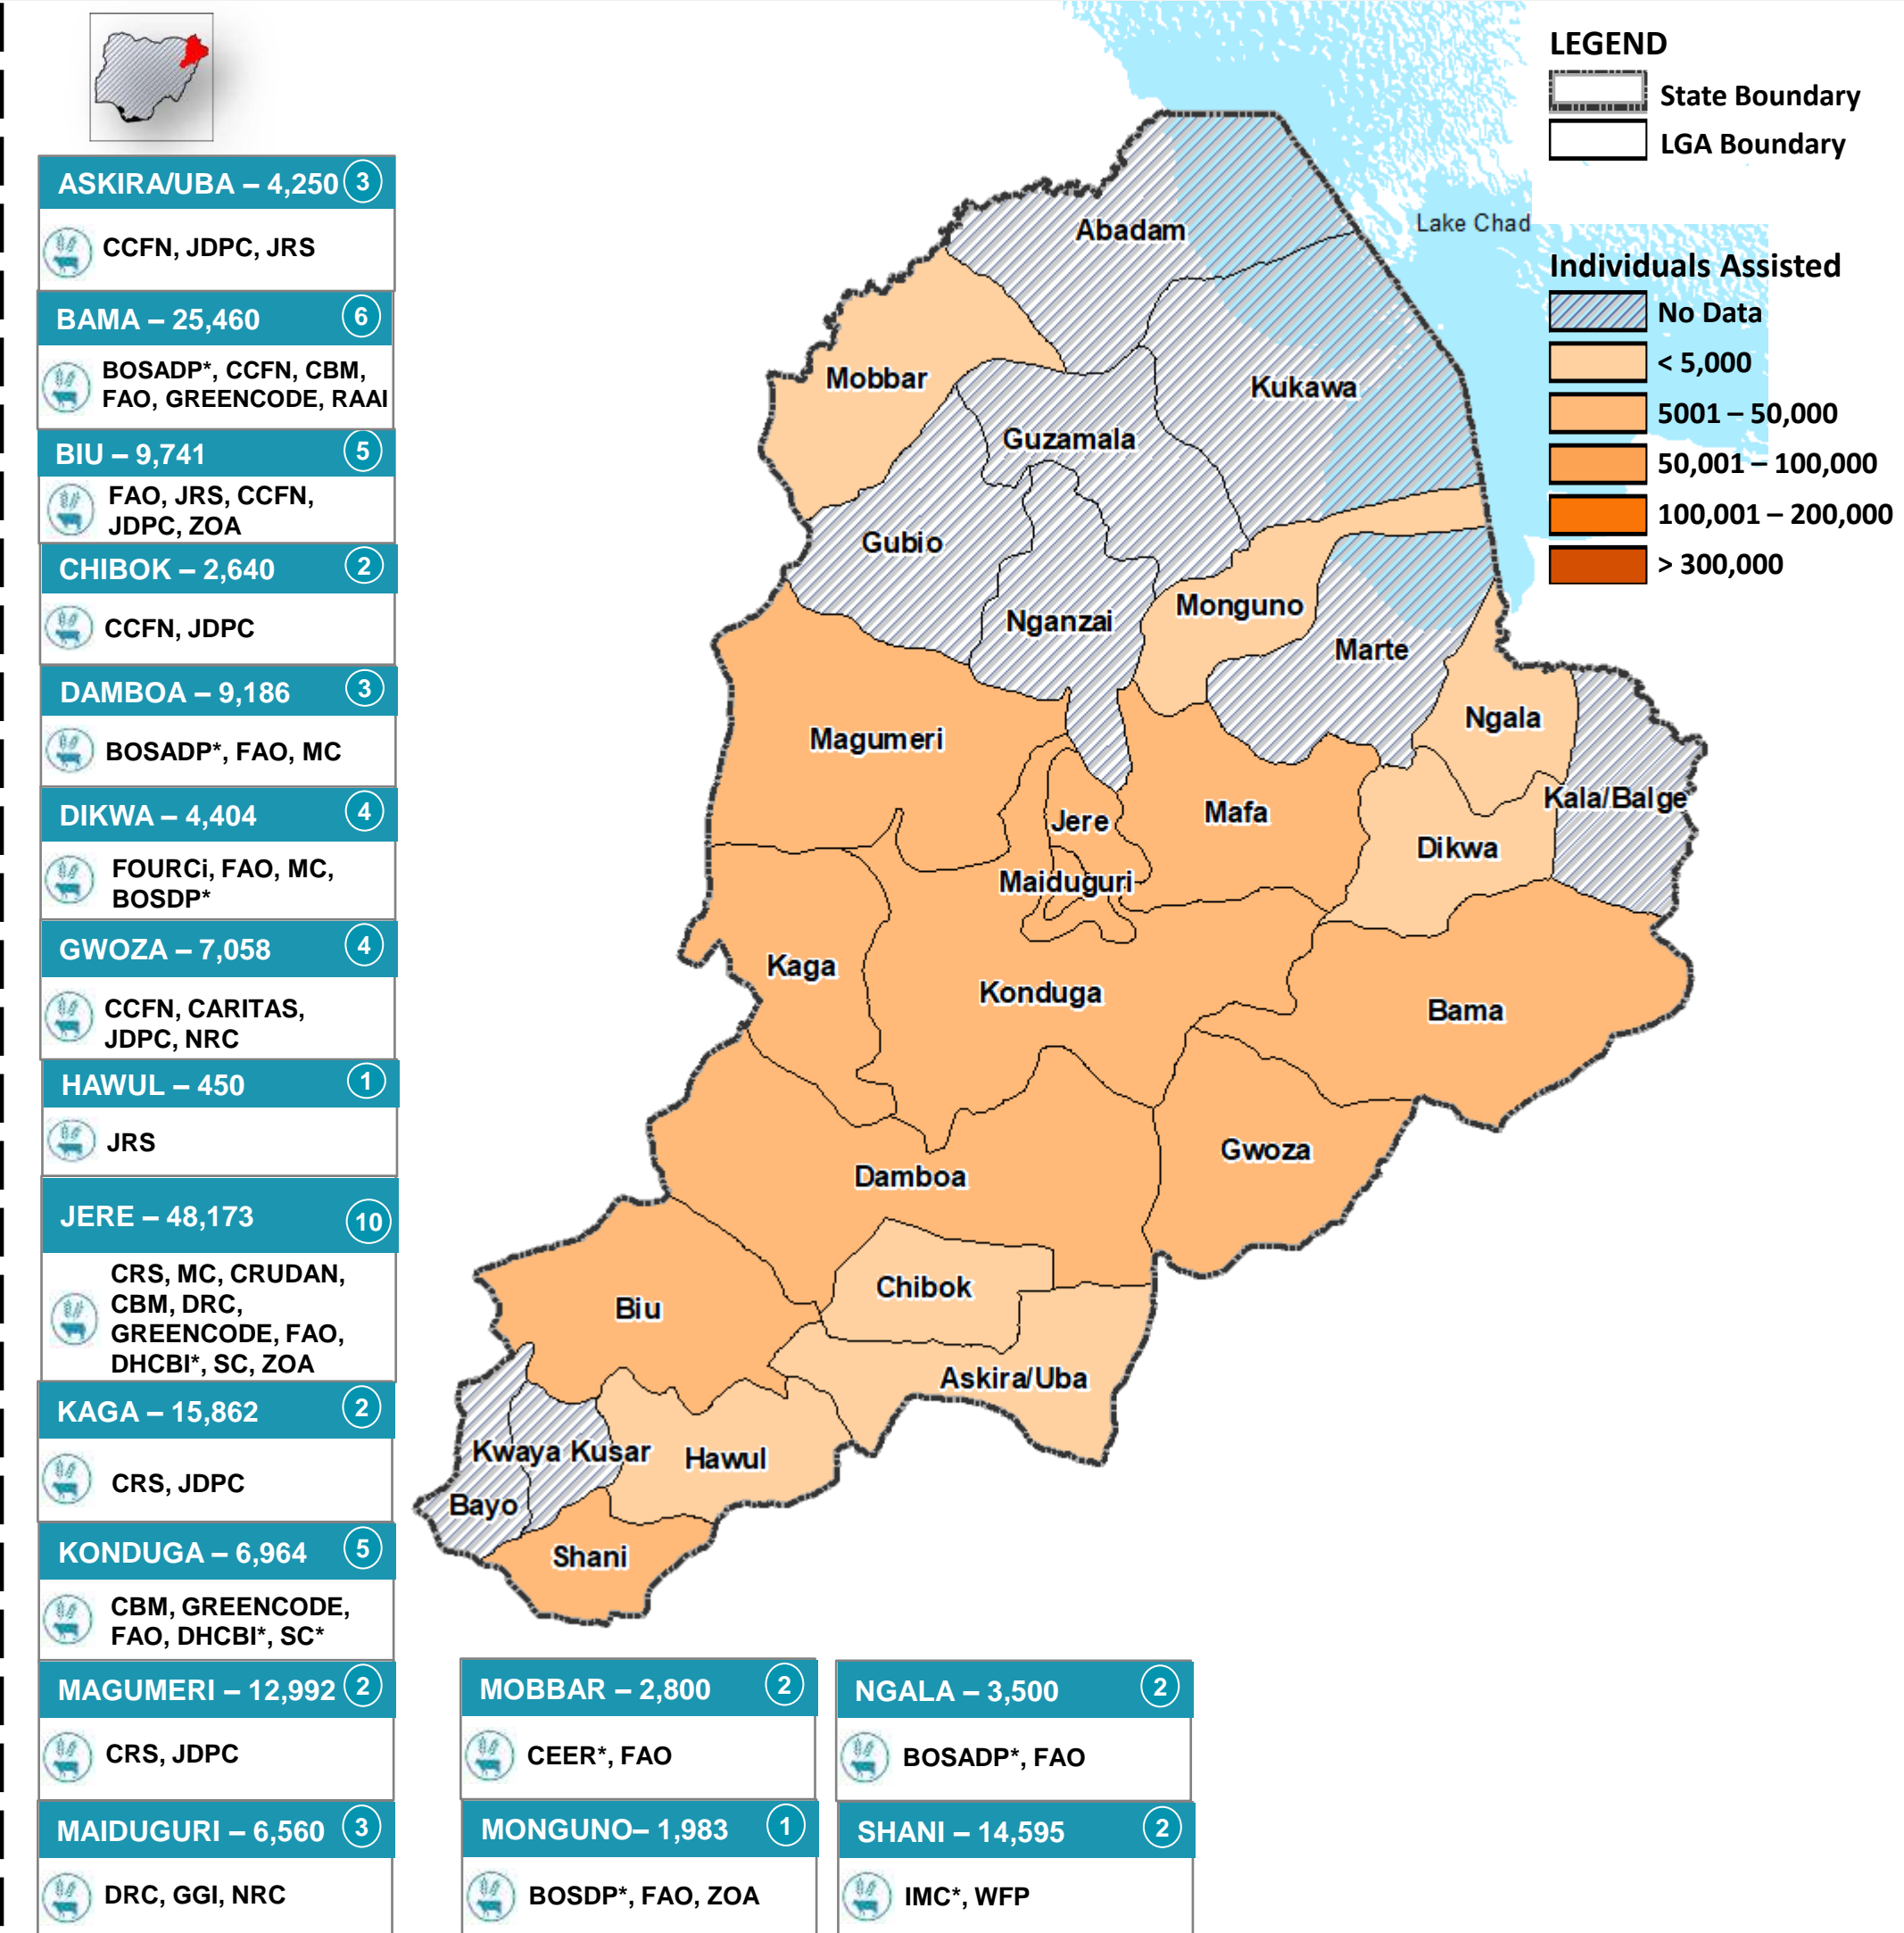 ASKIRA/UBA – 4,250 3
CCFN, JDPC, JRS
BAMA – 25,460 6
BOSADP*, CCFN, CBM,
FAO, GREENCODE, RAAI
BIU – 9,741 5
FAO, JRS, CCFN,
JDPC, ZOA
CHIBOK – 2,640 2
CCFN, JDPC
DAMBOA – 9,186 3
BOSADP*, FAO, MC
DIKWA – 4,404 4
FOURCi, FAO, MC,
BOSDP*
GWOZA – 7,058 4
CCFN, CARITAS,
JDPC, NRC
HAWUL – 450 1
JRS
JERE – 48,173 10
CRS, MC, CRUDAN,
CBM, DRC,
GREENCODE, FAO,
DHCBI*, SC, ZOA
KAGA – 15,862 2
CRS, JDPC
KONDUGA – 6,964 5
CBM, GREENCODE,
FAO, DHCBI*, SC*
MAGUMERI – 12,992 2
CRS, JDPC
MAIDUGURI – 6,560 3
DRC, GGI, NRC
MOBBAR – 2,800 2
CEER*, FAO
MONGUNO– 1,983 1
BOSDP*, FAO, ZOA
NGALA – 3,500 2
BOSADP*, FAO
SHANI – 14,595 2
IMC*, WFP
LEGEND
State Boundary
LGA Boundary
Lake Chad
Individuals Assisted
No Data
< 5,000
5001 – 50,000
50,001 – 100,000
100,001 – 200,000
> 300,000
Abadam
Mobbar
Kukawa
Guzamala
Gubio
Monguno
Nganzai
Marte
Ngala
Magumeri
Kala/Balge
Mafa
Jere
Dikwa
Maiduguri
Kaga
Konduga
Bama
Gwoza
Damboa
Chibok
Biu
Askira/Uba
Kwaya Kusar
Hawul
Bayo
Shani